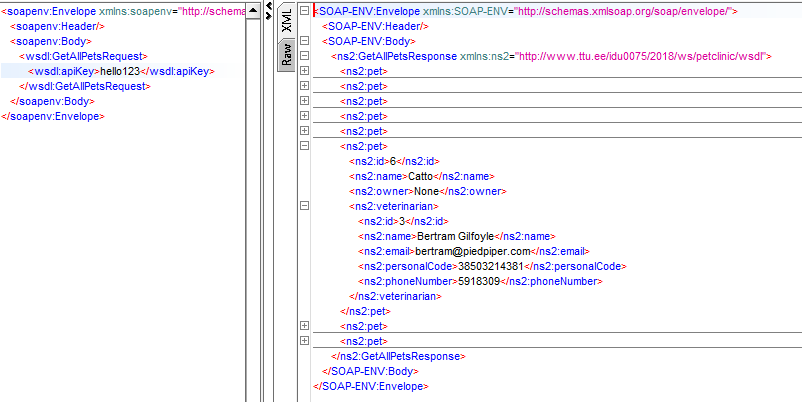 <soapenv:Envelope xmlns:soapenv="http://schema
<soapenv:Header/>
<soapenv:Body>
<wsdl:GetAllPetsRequest>
<wsdl:apiKey>hello123</wsdl:apiKey>
</wsdl:GetAllPetsRequest>
</soapenv:Body>
</soapenv:Envelope>
XML
Raw
<SOAP-ENV:Envelope xmlns:SOAP-ENV="http://schemas.xmlsoap.org/soap/envelope/">
<SOAP-ENV:Header/>
<SOAP-ENV:Body>
<ns2:GetAllPetsResponse xmlns:ns2="http://www.ttu.ee/idu0075/2018/ws/petclinic/wsdl">
<ns2:pet>
<ns2:pet>
<ns2:pet>
<ns2:pet>
<ns2:pet>
<ns2:pet>
<ns2:id>6</ns2:id>
<ns2:name>Catto</ns2:name>
<ns2:owner>None</ns2:owner>
<ns2:veterinarian>
<ns2:id>3</ns2:id>
<ns2:name>Bertram Gilfoyle</ns2:name>
<ns2:email>bertram@piedpiper.com</ns2:email>
<ns2:personalCode>38503214381</ns2:personalCode>
<ns2:phoneNumber>5918309</ns2:phoneNumber>
</ns2:veterinarian>
</ns2:pet>
<ns2:pet>
<ns2:pet>
</ns2:GetAllPetsResponse>
</SOAP-ENV:Body>
</SOAP-ENV:Envelope>